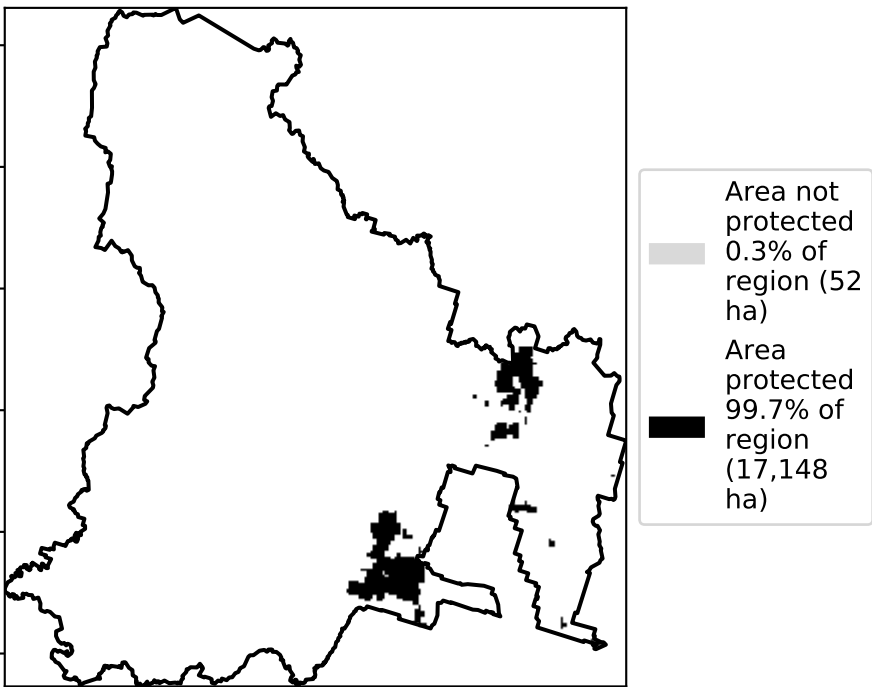 Area not
protected
0.3% of
region (52
ha)
Area
protected
99.7% of
region
(17,148
ha)